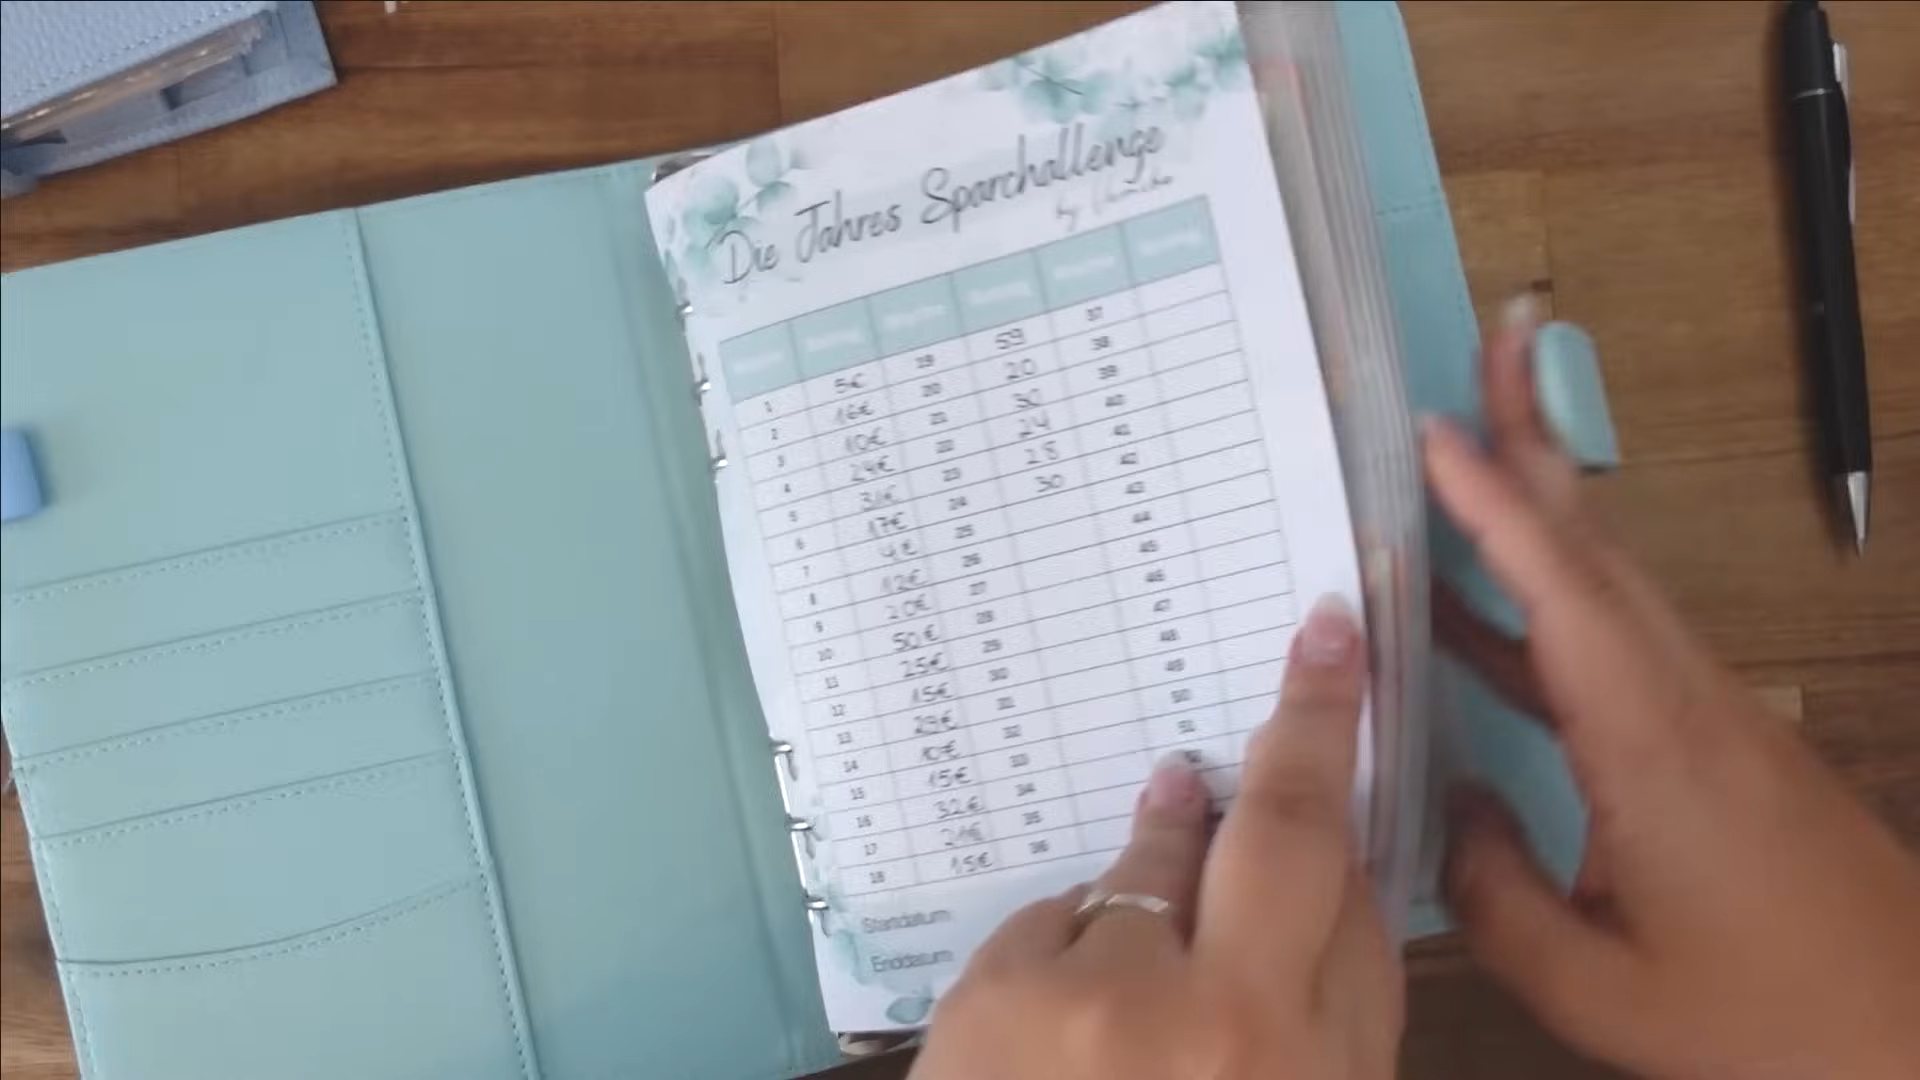 Die Jahres Sparchallenge
by
1 5€ 19 59 37
2 16€ 20 20 38
3 10€ 21 30 39
4 24€ 22 24 40
5 31€ 23 28 41
6 17€ 24 30 42
7 4€ 25 43
8 12€ 26 44
9 20€ 27 45
10 50€ 28 46
11 25€ 29 47
12 15€ 30 48
13 29€ 31 49
14 10€ 32 50
15 15€ 33 51
16 32€ 34 52
17 21€ 35
18 15€ 36
Startdatum
Enddatum